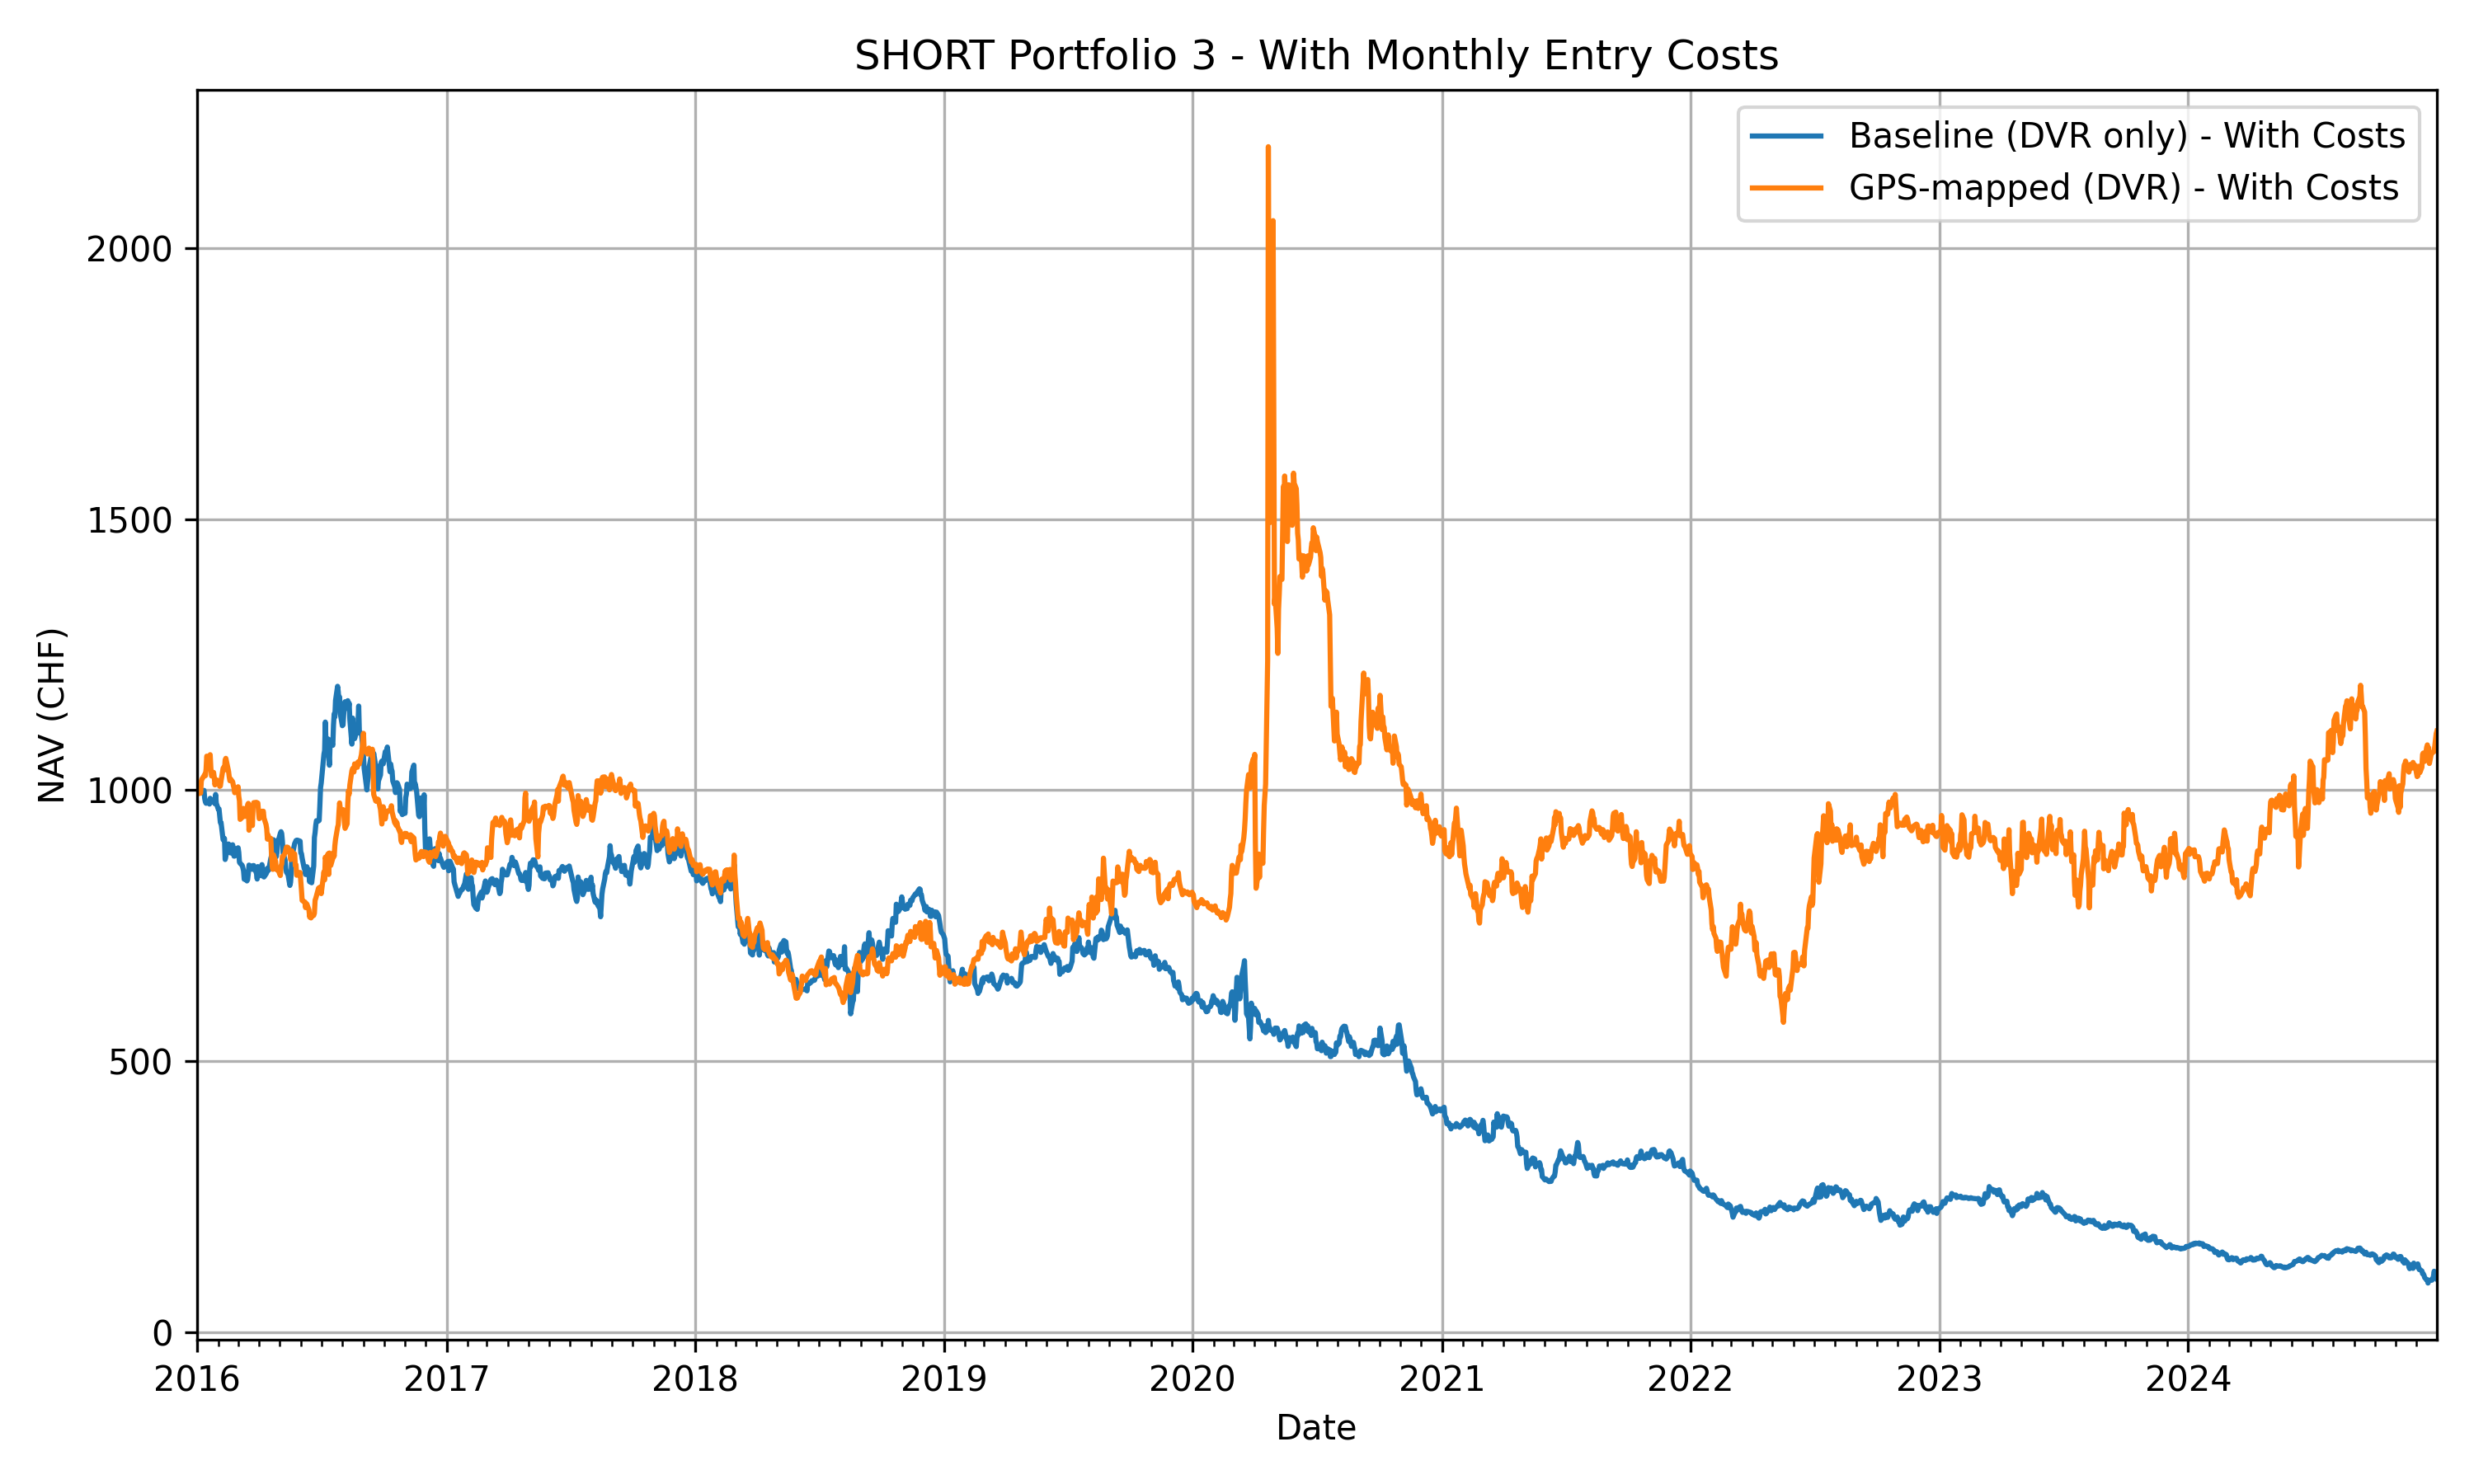 SHORT Portfolio 3 - With Monthly Entry Costs
Baseline (DVR only) - With Costs
GPS-mapped (DVR) - With Costs
NAV (CHF)
2000
1500
1000
500
0
2016 2017 2018 2019 2020 2021 2022 2023 2024
Date